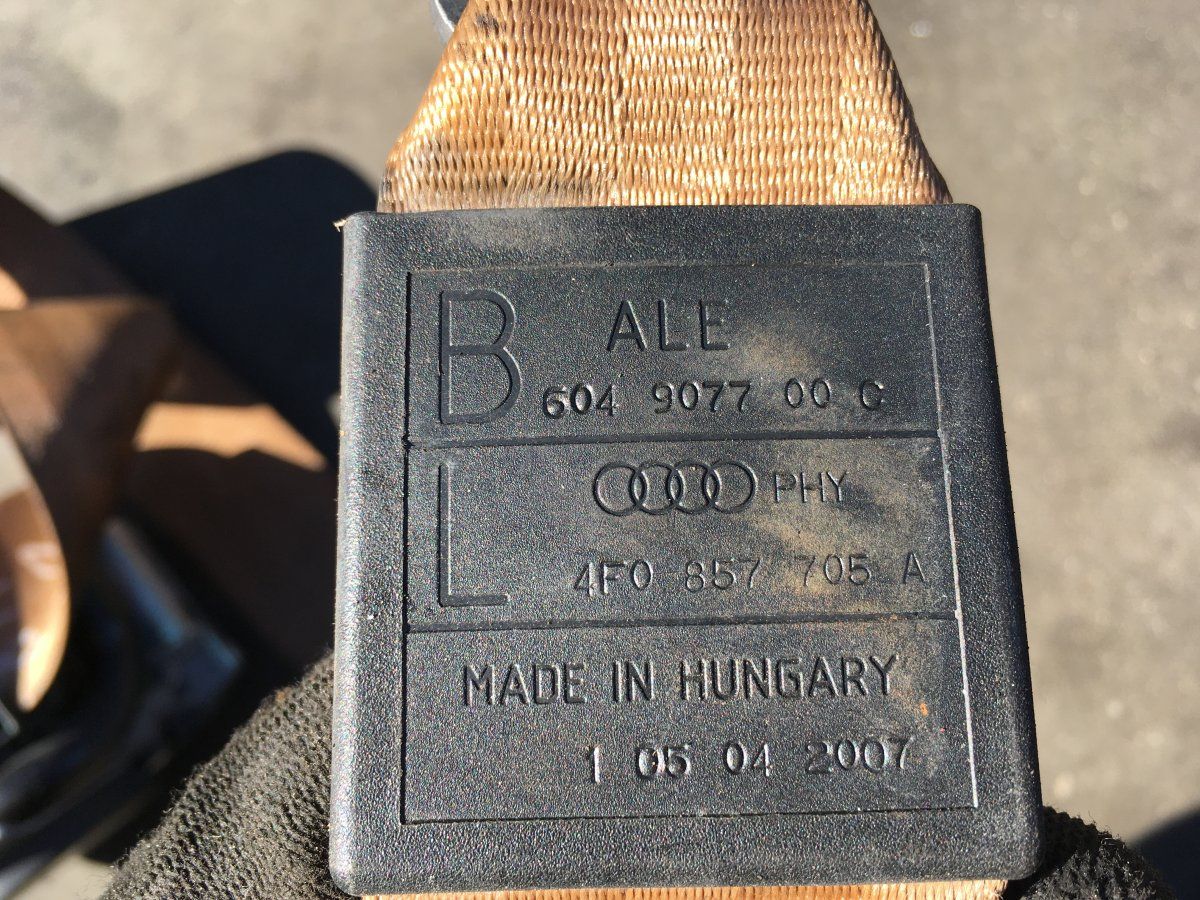 B ALE
604 9077 00 C
L PHY
4F0 857 705 A
MADE IN HUNGARY
1 05 04 2007